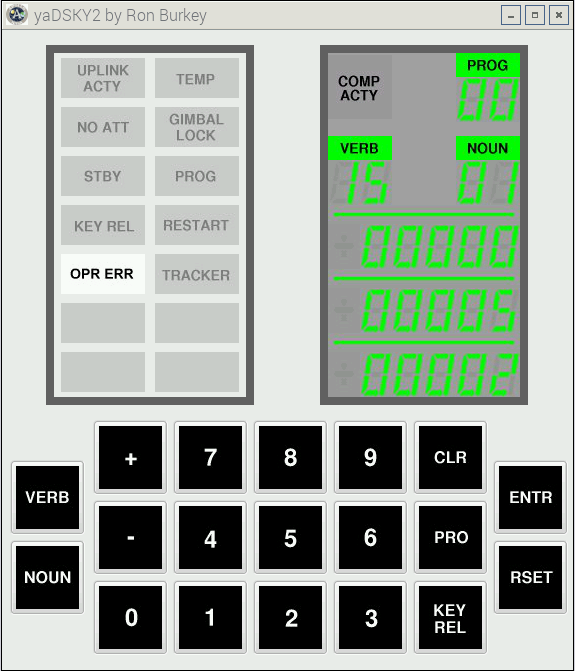 yaDSKY2 by Ron Burkey
UPLINK
ACTY
TEMP
NO ATT
GIMBAL
LOCK
STBY
PROG
KEY REL
RESTART
OPR ERR
TRACKER
COMP
ACTY
PROG
00
VERB
NOUN
15
01
00000
00005
00002
+
7
8
9
CLR
VERB
ENTR
-
4
5
6
PRO
NOUN
RSET
0
1
2
3
KEY
REL